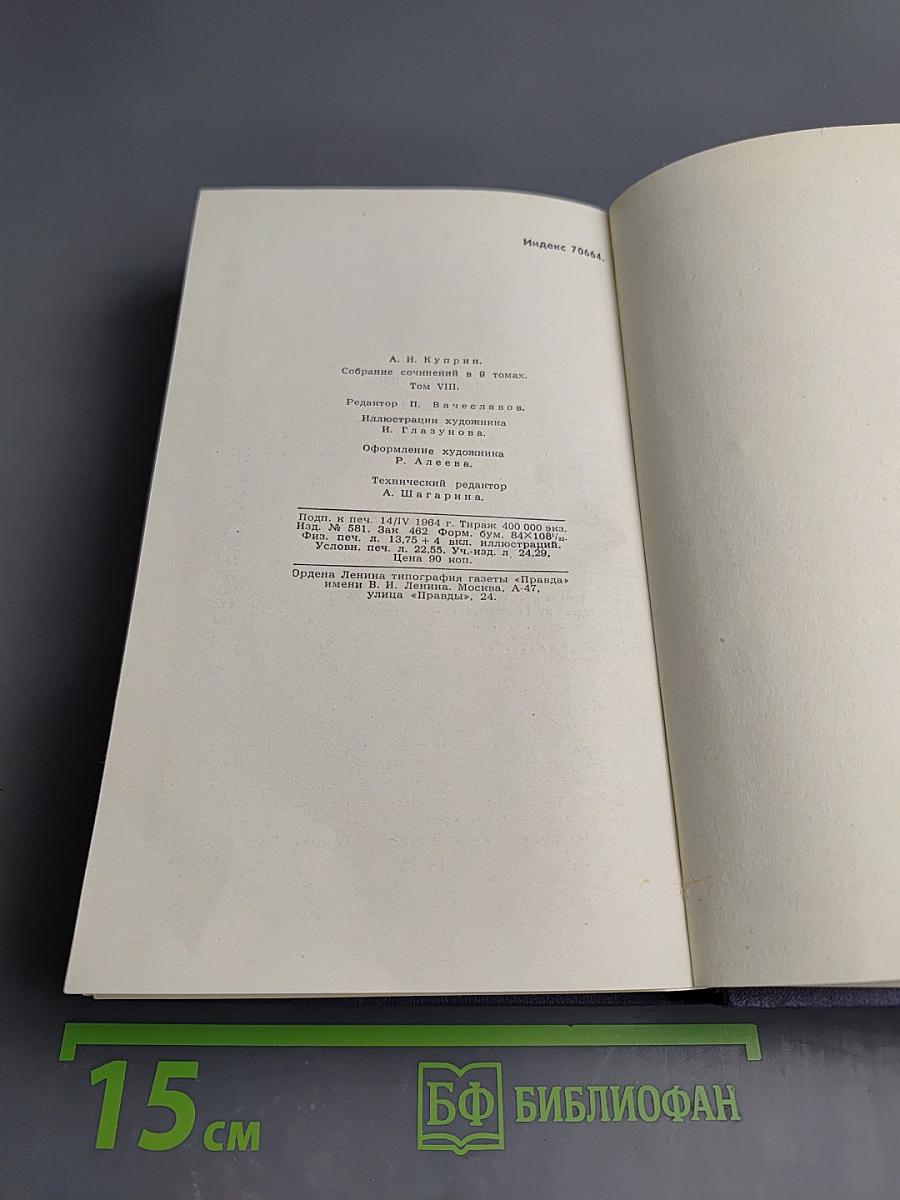 Индекс 70664.
А. И. Куприн.
Собрание сочинений в 9 томах.
Том VIII.
Редактор П. Вячеславов.
Иллюстрации художника
И. Глазунова.
Оформление художника
Р. Алеева.
Технический редактор
А. Шагарина.
Подп. к печ. 14/IV 1964 г. Тираж 400 000 экз.
Изд. № 581. Зак. 462 Форм. бум. 84×108¹/₃₂.
Физ. печ. л. 13,75 + 4 вкл. иллюстраций.
Условн. печ. л. 22,55. Уч.-изд. л. 24,29.
Цена 90 коп.
Ордена Ленина типография газеты «Правда»
имени В. И. Ленина. Москва, А-47,
улица «Правды», 24.
15 см
БФ БИБЛИОФАН